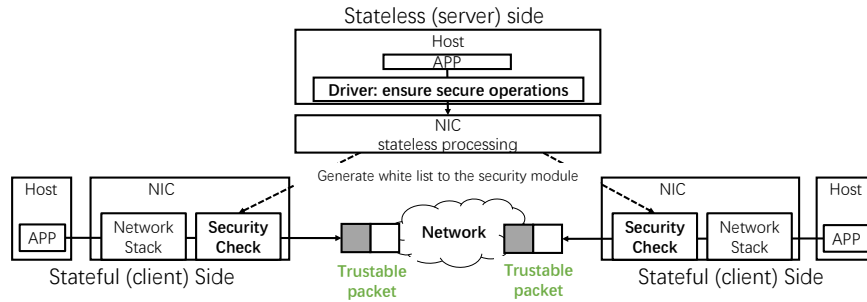 Stateless (server) side
Host
APP
Driver: ensure secure operations
NIC
stateless processing
Generate white list to the security module
Host
APP
NIC
Network
Stack
Security
Check
Stateful (client) Side
Trustable
packet
Network
Trustable
packet
NIC
Security
Check
Network
Stack
Host
APP
Stateful (client) Side